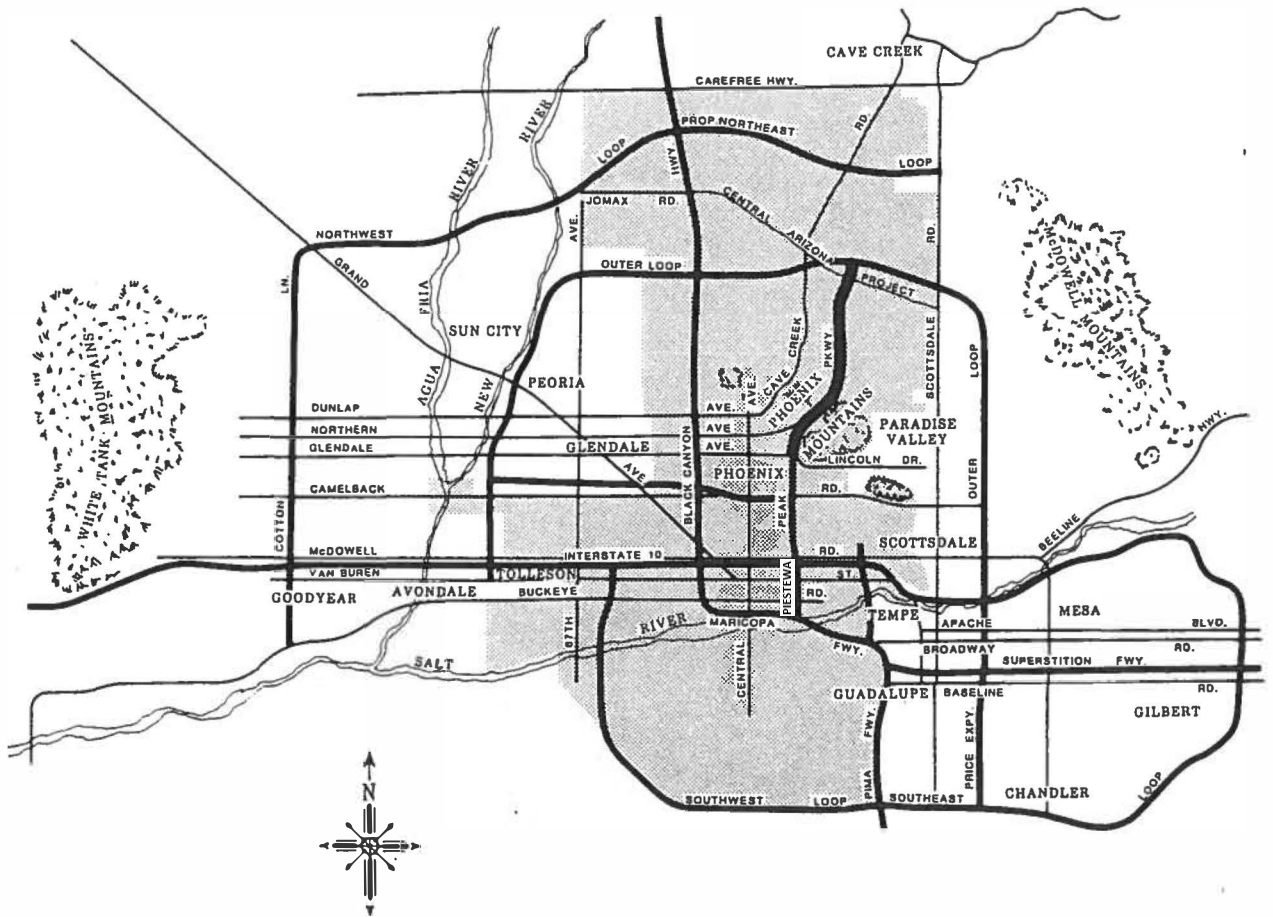 CAVE CREEK
CAREFREE HWY.
RIVER
RD.
PROP. NORTHEAST
LOOP
HWY.
LOOP
RIVER
CENTRAL
JOMAX RD.
McDOWELL MOUNTAINS
AVE.
ARIZONA
RD.
NORTHWEST
GRAND
OUTER LOOP
PROJECT
LN.
FRIA
SUN CITY
SCOTTSDALE
CREEK
PKWY
LOOP
WHITE TANK MOUNTAINS
AGUA
NEW
PEORIA
AVE.
CAVE
PHOENIX
DUNLAP
AVE.
MOUNTAINS
PARADISE
VALLEY
HWY.
NORTHERN
AVE
GLENDALE
GLENDALE
AVE.
LINCOLN DR.
BLACK CANYON
PHOENIX
AVE
OUTER
CAMELBACK
RD.
PEAK
COTTON
BEELINE
SCOTTSDALE
McDOWELL
INTERSTATE 10
RD.
VAN BUREN
TOLLESON
ST.
PIESTEWA
GOODYEAR
AVONDALE
BUCKEYE
RD.
TEMPE
MESA
RIVER
MARICOPA
APACHE
BLVD.
67TH
FWY.
BROADWAY
RD.
SALT
CENTRAL
SUPERSTITION FWY.
GUADALUPE
BASELINE
RD.
GILBERT
FWY.
PRICE EXPY.
PIMA
CHANDLER
N
SOUTHWEST
LOOP
SOUTHEAST
LOOP